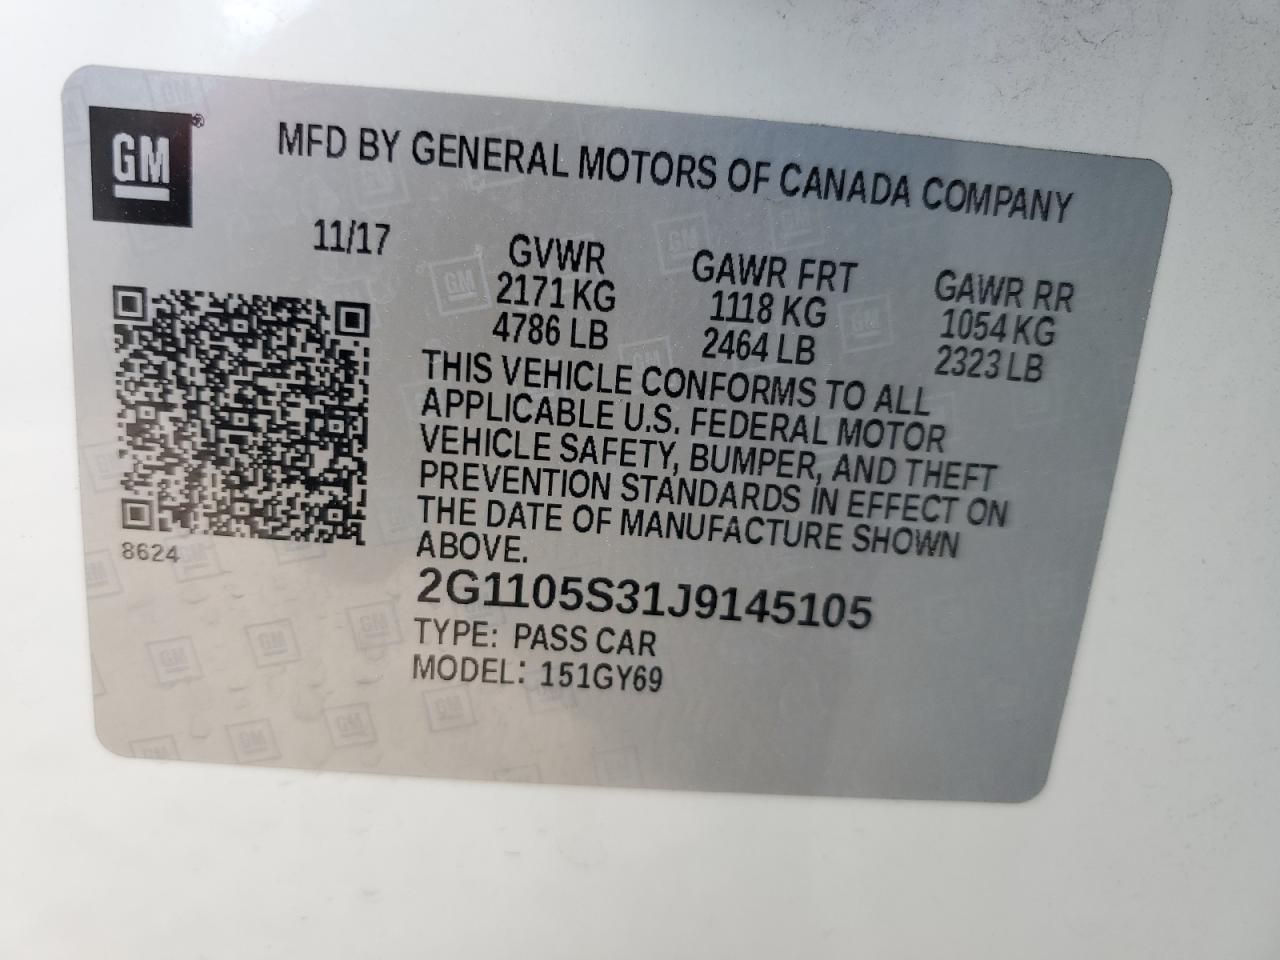 GM®
MFD BY GENERAL MOTORS OF CANADA COMPANY
11/17
GVWR
2171 KG
4786 LB
GAWR FRT
1118 KG
2464 LB
GAWR RR
1054 KG
2323 LB
THIS VEHICLE CONFORMS TO ALL
APPLICABLE U.S. FEDERAL MOTOR
VEHICLE SAFETY, BUMPER, AND THEFT
PREVENTION STANDARDS IN EFFECT ON
THE DATE OF MANUFACTURE SHOWN
ABOVE.
8624
2G1105S31J9145105
TYPE: PASS CAR
MODEL: 151GY69